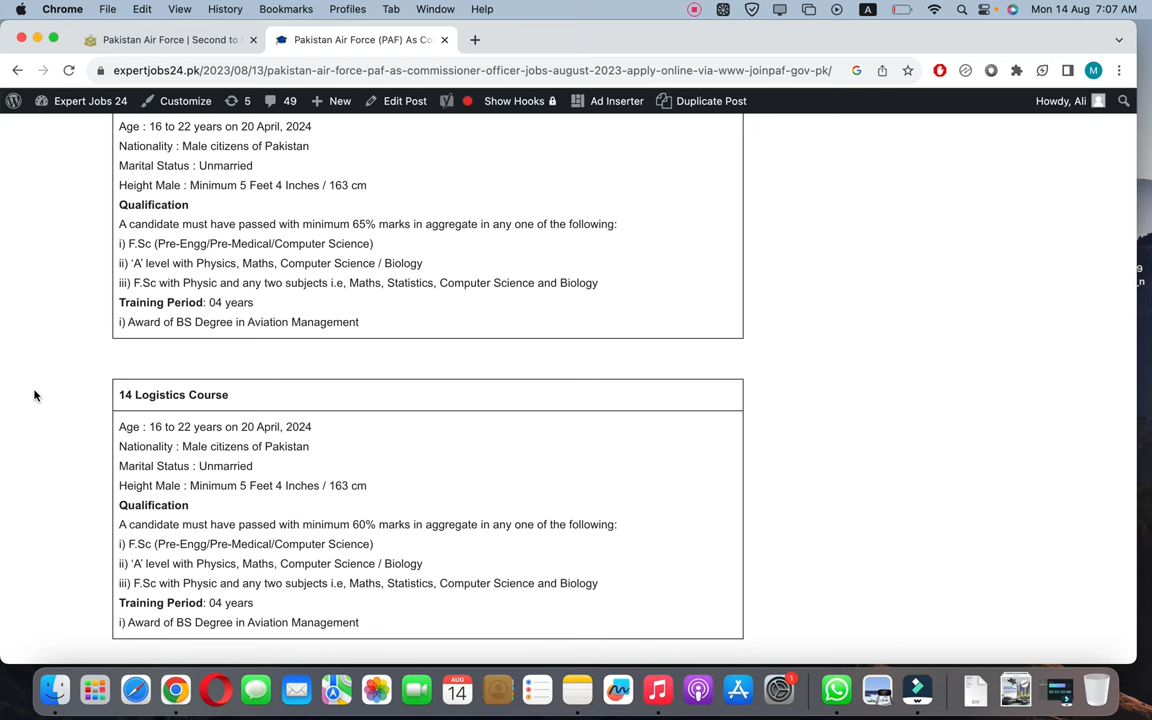 Chrome File Edit View History Bookmarks Profiles Tab Window Help A Mon 14 Aug 7:07 AM
Pakistan Air Force | Second to
Pakistan Air Force (PAF) As Co
expertjobs24.pk/2023/08/13/pakistan-air-force-paf-as-commissioner-officer-jobs-august-2023-apply-online-via-www-joinpaf-gov-pk/ M
Expert Jobs 24 Customize 5 49 New Edit Post Show Hooks Ad Inserter Duplicate Post Howdy, Ali
Age : 16 to 22 years on 20 April, 2024
Nationality : Male citizens of Pakistan
Marital Status : Unmarried
Height Male : Minimum 5 Feet 4 Inches / 163 cm
Qualification
A candidate must have passed with minimum 65% marks in aggregate in any one of the following:
i) F.Sc (Pre-Engg/Pre-Medical/Computer Science)
ii) ‘A’ level with Physics, Maths, Computer Science / Biology
iii) F.Sc with Physic and any two subjects i.e, Maths, Statistics, Computer Science and Biology
Training Period: 04 years
i) Award of BS Degree in Aviation Management
14 Logistics Course
Age : 16 to 22 years on 20 April, 2024
Nationality : Male citizens of Pakistan
Marital Status : Unmarried
Height Male : Minimum 5 Feet 4 Inches / 163 cm
Qualification
A candidate must have passed with minimum 60% marks in aggregate in any one of the following:
i) F.Sc (Pre-Engg/Pre-Medical/Computer Science)
ii) ‘A’ level with Physics, Maths, Computer Science / Biology
iii) F.Sc with Physic and any two subjects i.e, Maths, Statistics, Computer Science and Biology
Training Period: 04 years
i) Award of BS Degree in Aviation Management
9
_n
AUG
14
1